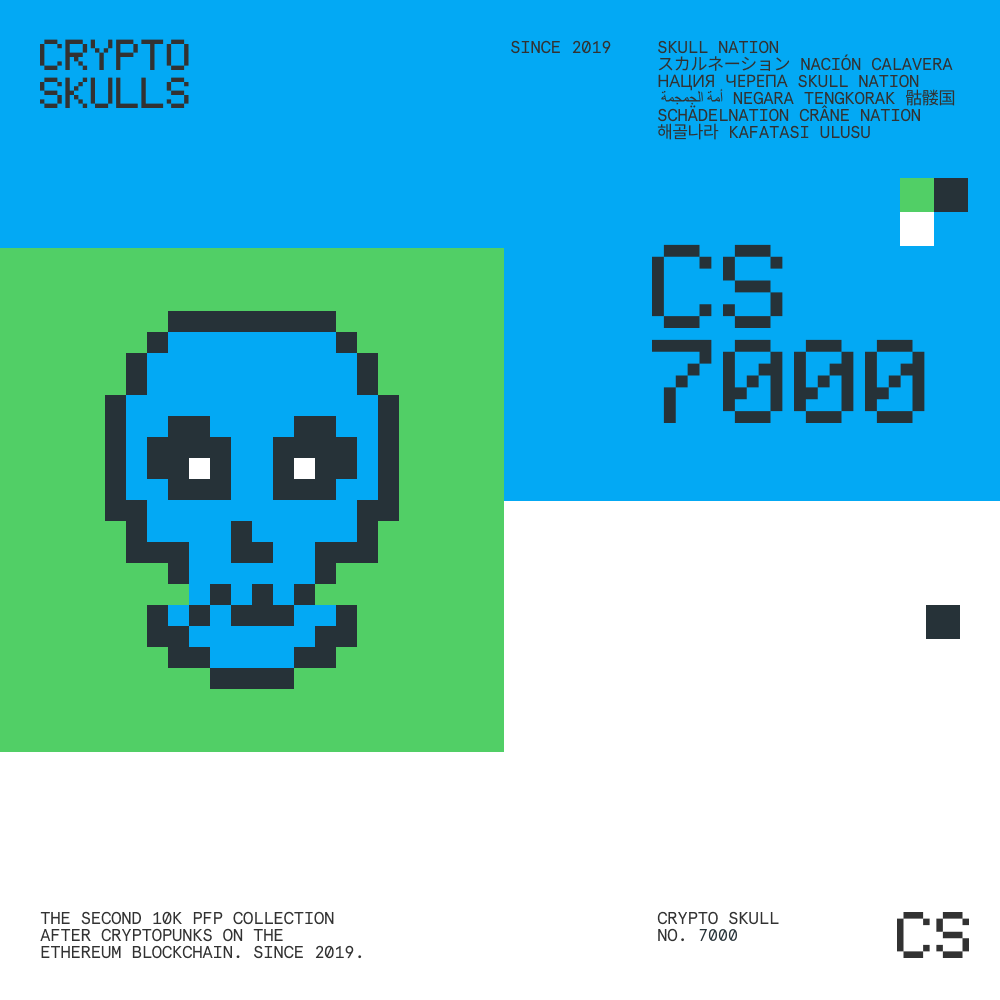 CRYPTO
SKULLS
SINCE 2019
SKULL NATION
スカルネーション NACIÓN CALAVERA
НАЦИЯ ЧЕРЕПА SKULL NATION
أمة الجمجمة NEGARA TENGKORAK 骷髅国
SCHÄDELNATION CRÂNE NATION
해골나라 KAFATASI ULUSU
CS
7000
THE SECOND 10K PFP COLLECTION
AFTER CRYPTOPUNKS ON THE
ETHEREUM BLOCKCHAIN. SINCE 2019.
CRYPTO SKULL
NO. 7000
CS